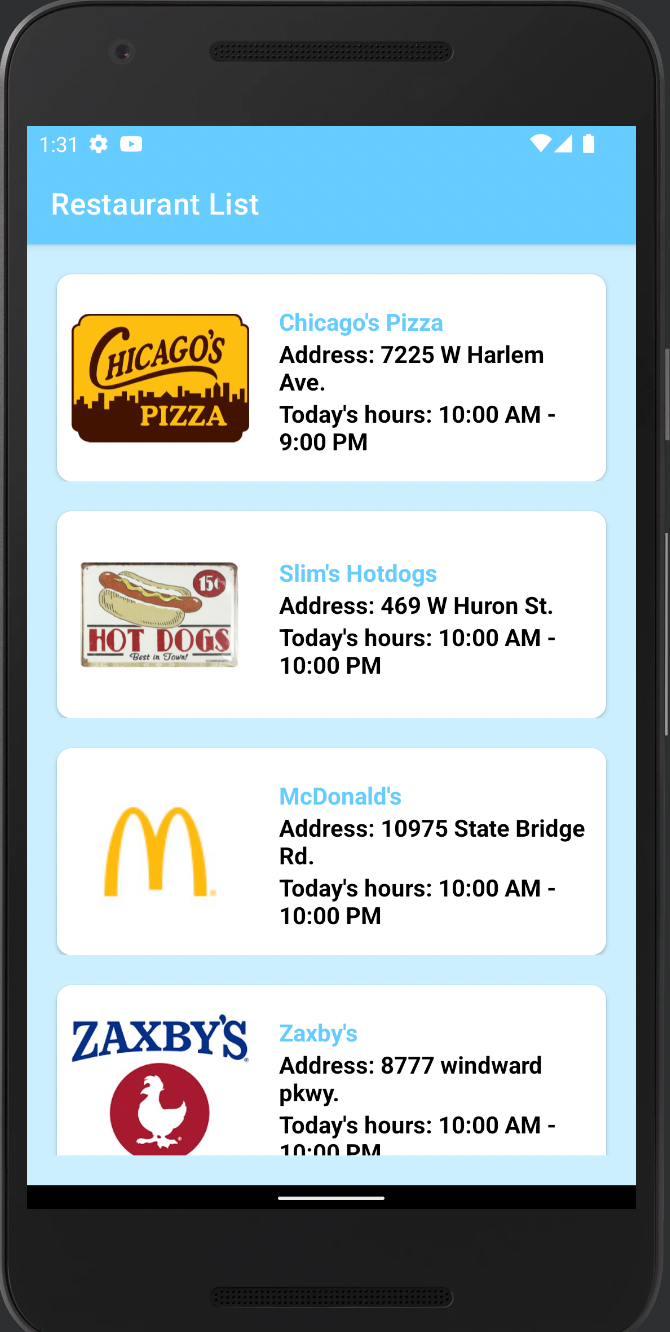 1:31
Restaurant List
CHICAGO'S
PIZZA
Chicago's Pizza
Address: 7225 W Harlem
Ave.
Today's hours: 10:00 AM -
9:00 PM
15¢
HOT DOGS
Best in Town!
Slim's Hotdogs
Address: 469 W Huron St.
Today's hours: 10:00 AM -
10:00 PM
McDonald's
Address: 10975 State Bridge
Rd.
Today's hours: 10:00 AM -
10:00 PM
ZAXBY'S
Zaxby's
Address: 8777 windward
pkwy.
Today's hours: 10:00 AM -
10:00 PM